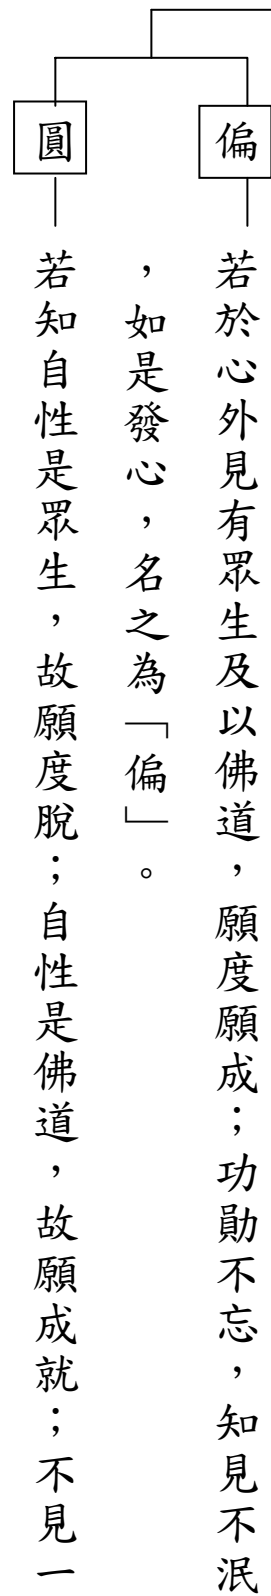 偏
若於心外見有眾生及以佛道，願度願成；功勛不忘，知見不泯
，如是發心，名之為「偏」。
圓
若知自性是眾生，故願度脫；自性是佛道，故願成就；不見一